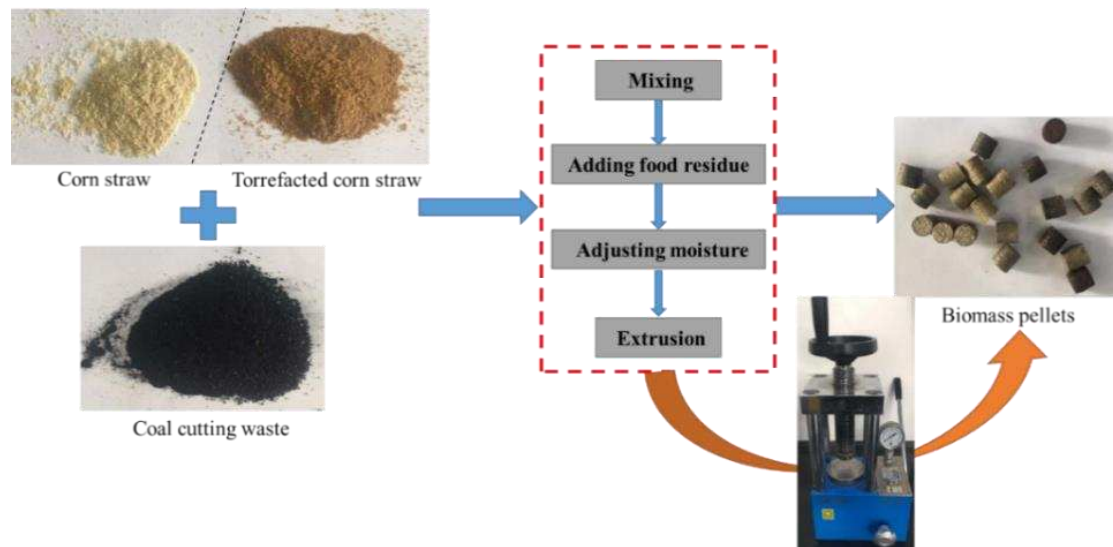 Corn straw
Torrefacted corn straw
Coal cutting waste
Mixing
Adding food residue
Adjusting moisture
Extrusion
Biomass pellets